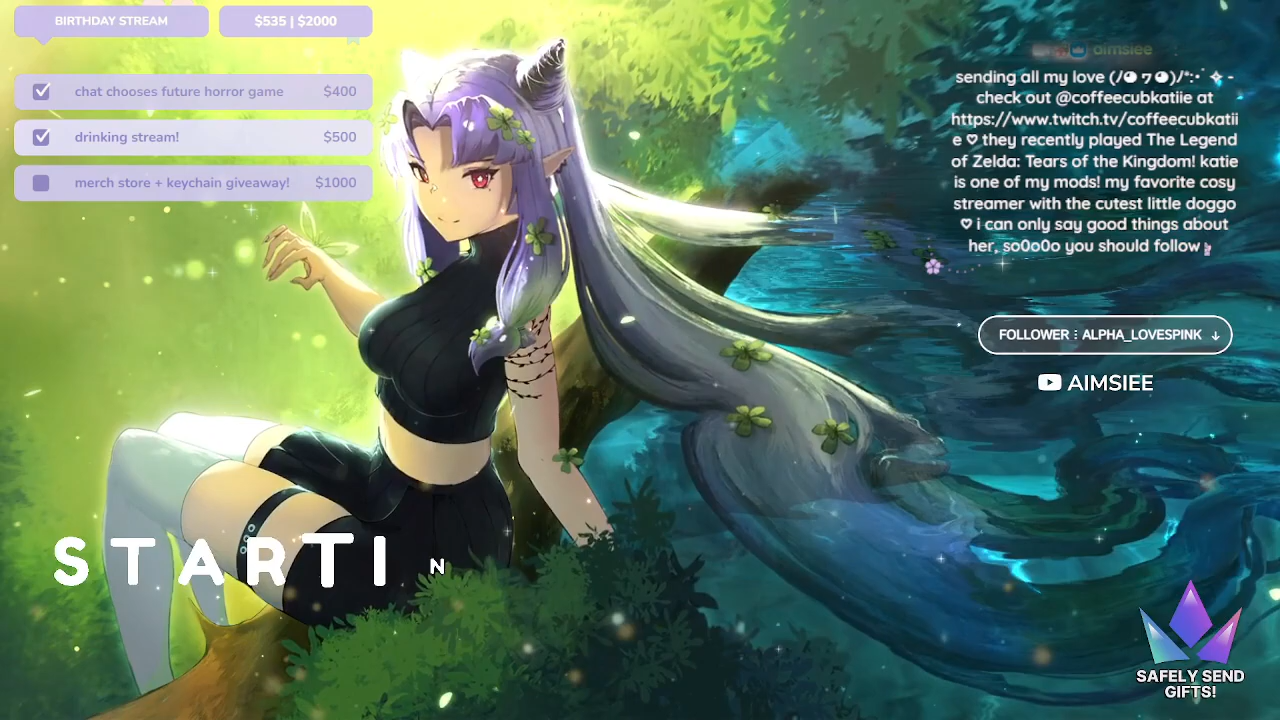 BIRTHDAY STREAM
$535 | $2000
chat chooses future horror game $400
drinking stream! $500
merch store + keychain giveaway! $1000
aimsiee
sending all my love (ﾉ◕ ヮ ◕)ﾉ*:･ﾟ✧ -
check out @coffeecubkatiie at
https://www.twitch.tv/coffeecubkatii
e ♡ they recently played The Legend
of Zelda: Tears of the Kingdom! katie
is one of my mods! my favorite cosy
streamer with the cutest little doggo
♡ i can only say good things about
her, so0o0o you should follow
FOLLOWER : ALPHA_LOVESPINK ↓
AIMSIEE
STARTI N
SAFELY SEND
GIFTS!